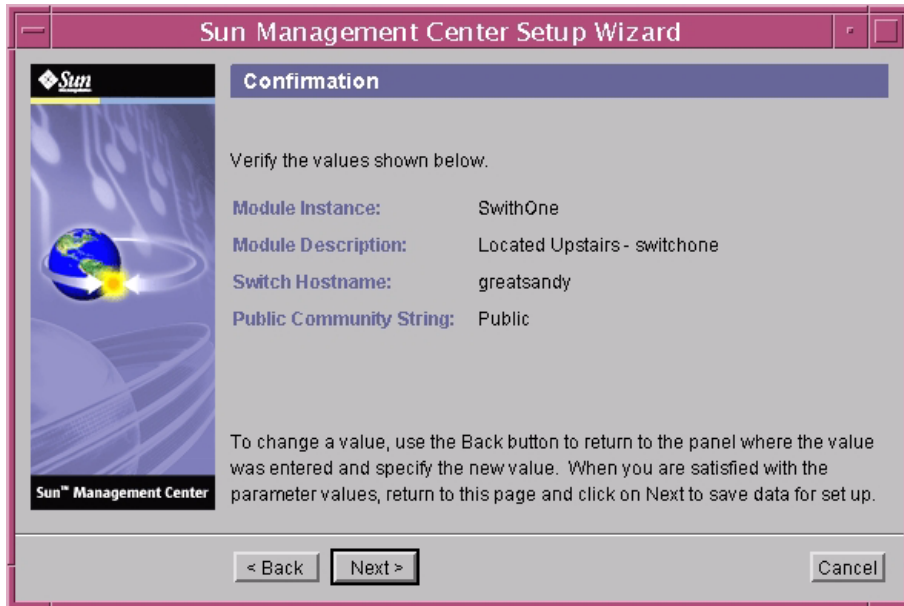 Sun Management Center Setup Wizard
Sun
Confirmation
Verify the values shown below.
Module Instance: SwithOne
Module Description: Located Upstairs - switchone
Switch Hostname: greatsandy
Public Community String: Public
To change a value, use the Back button to return to the panel where the value
was entered and specify the new value. When you are satisfied with the
parameter values, return to this page and click on Next to save data for set up.
Sun™ Management Center
< Back Next > Cancel